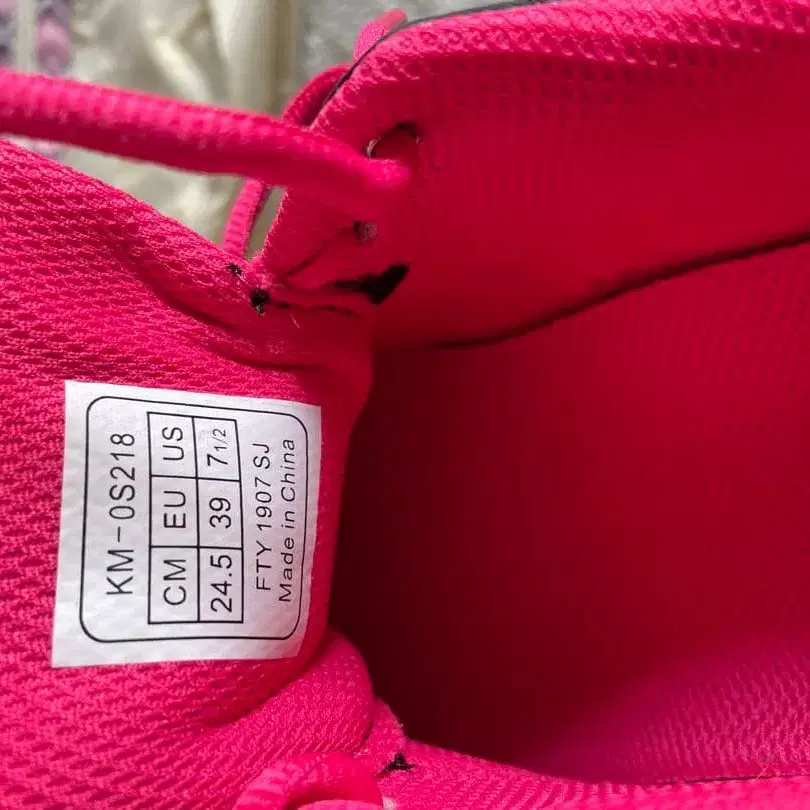 KM-0S218
CM EU US
24.5 39 7 1/2
FTY 1907 SJ
Made in China